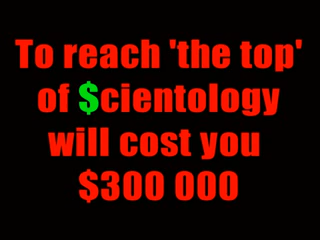 To reach 'the top'
of $cientology
will cost you
$300 000